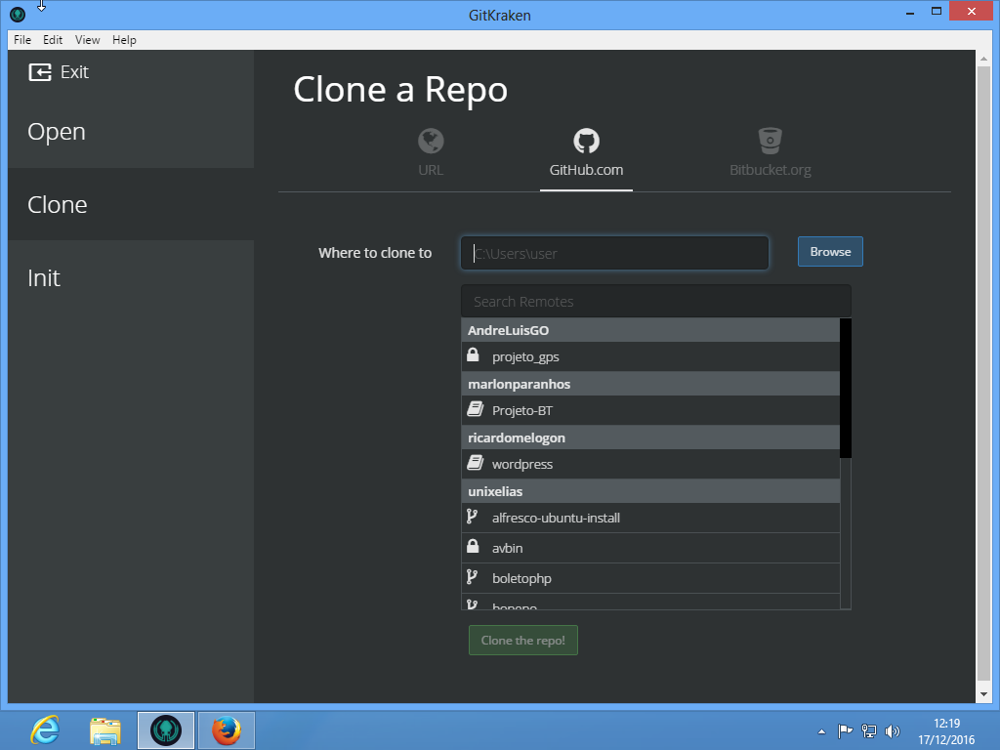 GitKraken
File Edit View Help
Exit
Open
Clone
Init
Clone a Repo
URL
GitHub.com
Bitbucket.org
Where to clone to
C:\Users\user
Browse
Search Remotes
AndreLuisGO
projeto_gps
marlonparanhos
Projeto-BT
ricardomelogon
wordpress
unixelias
alfresco-ubuntu-install
avbin
boletophp
Clone the repo!
12:19
17/12/2016